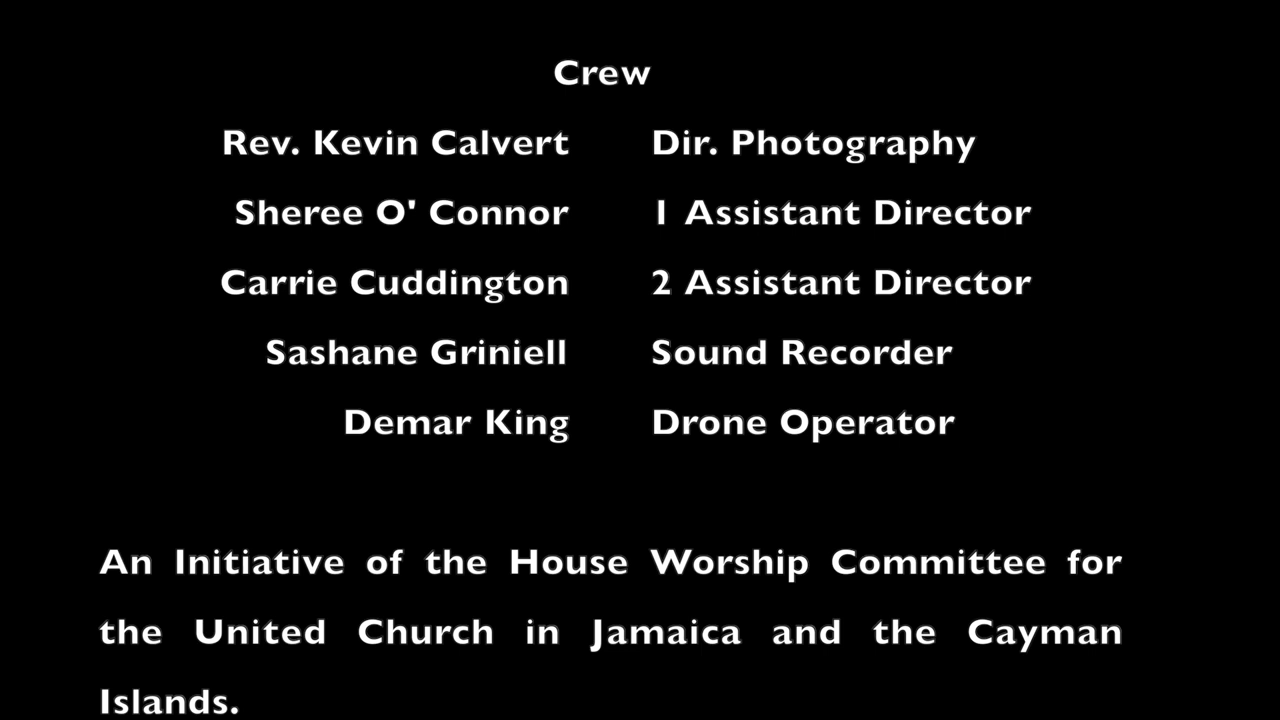 Crew
Rev. Kevin Calvert Dir. Photography
Sheree O' Connor 1 Assistant Director
Carrie Cuddington 2 Assistant Director
Sashane Griniell Sound Recorder
Demar King Drone Operator
An Initiative of the House Worship Committee for
the United Church in Jamaica and the Cayman
Islands.